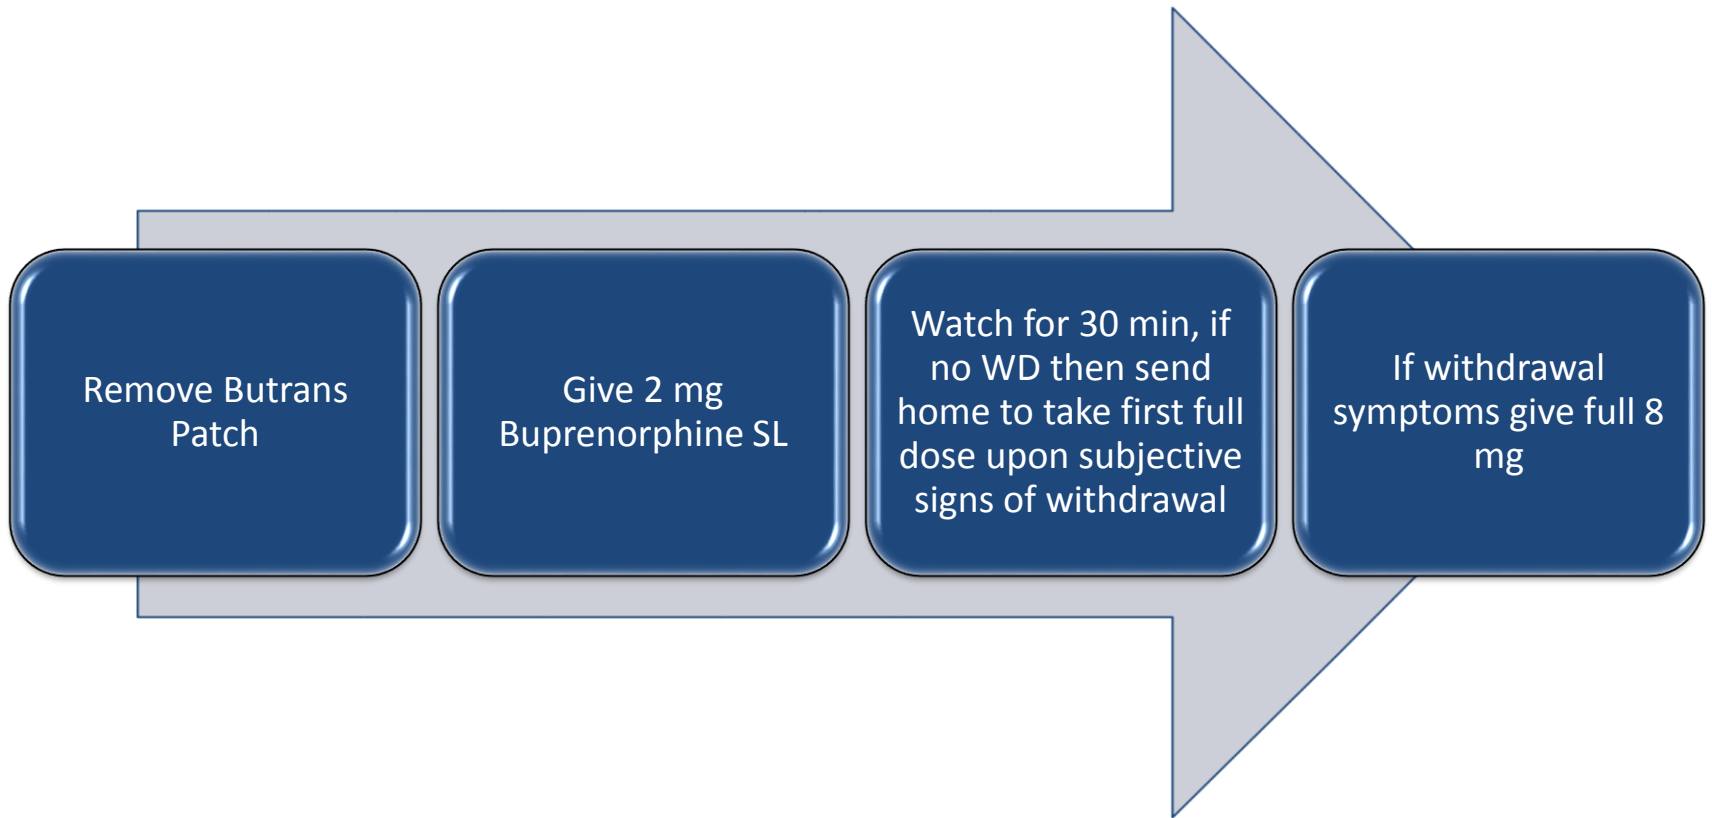 Remove Butrans
Patch
Give 2 mg
Buprenorphine SL
Watch for 30 min, if
no WD then send
home to take first full
dose upon subjective
signs of withdrawal
If withdrawal
symptoms give full 8
mg